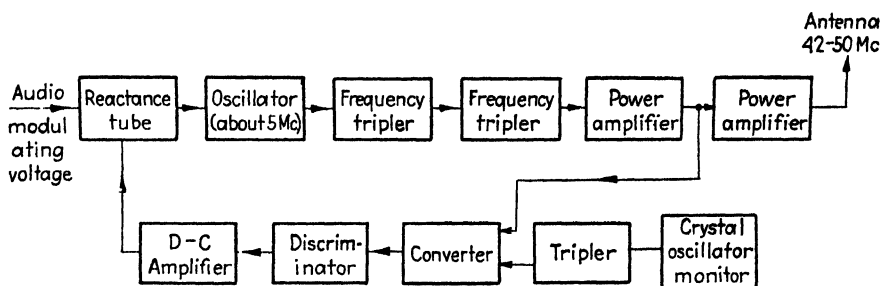 Antenna
42-50 Mc
Audio
modul
ating
voltage
Reactance
tube
Oscillator
(about 5 Mc)
Frequency
tripler
Frequency
tripler
Power
amplifier
Power
amplifier
D-C
Amplifier
Discrim-
inator
Converter
Tripler
Crystal
oscillator
monitor